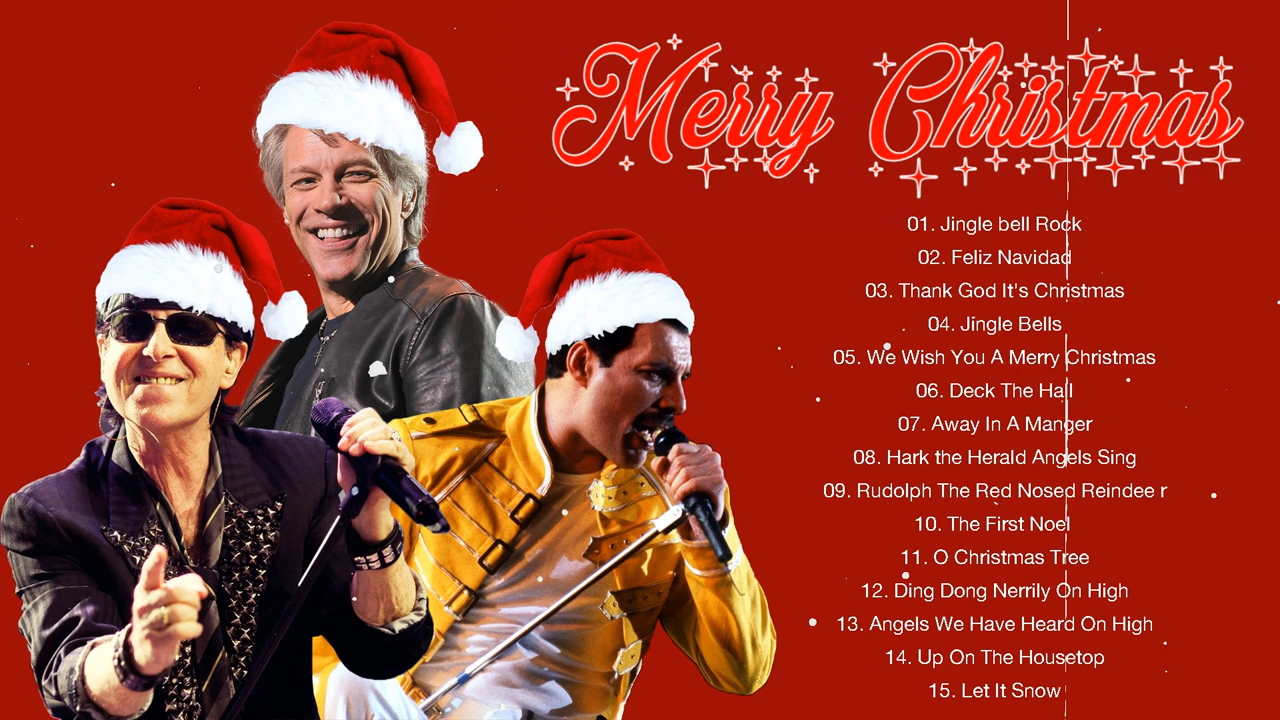 Merry Christmas
01. Jingle bell Rock
02. Feliz Navidad
03. Thank God It's Christmas
04. Jingle Bells
05. We Wish You A Merry Christmas
06. Deck The Hall
07. Away In A Manger
08. Hark the Herald Angels Sing
09. Rudolph The Red Nosed Reindee r
10. The First Noel
11. O Christmas Tree
12. Ding Dong Nerrily On High
13. Angels We Have Heard On High
14. Up On The Housetop
15. Let It Snow